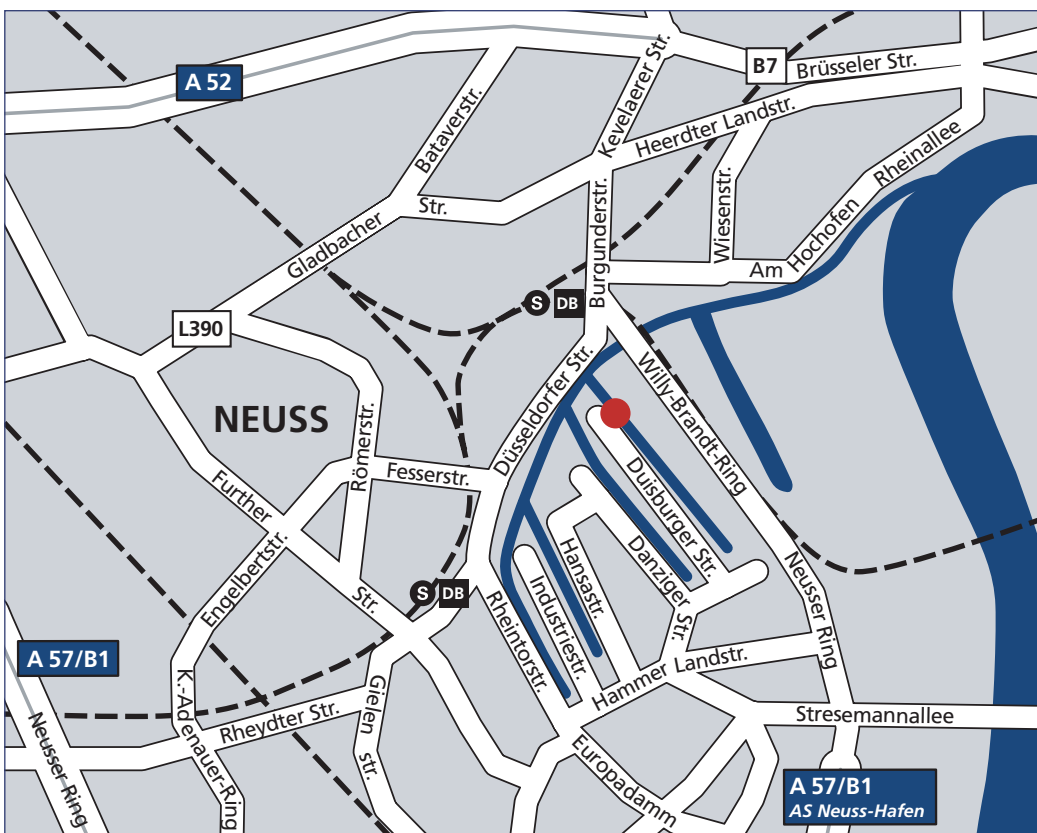 A 52
B7
Brüsseler Str.
Kevelaerer Str.
Bataverstr.
Heerdter Landstr.
Rheinallee
Wiesenstr.
Gladbacher
Str.
Burgunderstr.
Am
Hochofen
S DB
L390
NEUSS
Römerstr.
Düsseldorfer Str.
Willy-Brandt-Ring
Fesserstr.
Further
Str.
Engelbertstr.
Duisburger Str.
Danziger Str.
Hansastr.
Industriestr.
Neusser Ring
S DB
Rheintorstr.
Hammer Landstr.
A 57/B1
Neusser Ring
K.-Adenauer-Ring
Rheydter Str.
Gielen
str.
Stresemannallee
Europadamm
A 57/B1
AS Neuss-Hafen